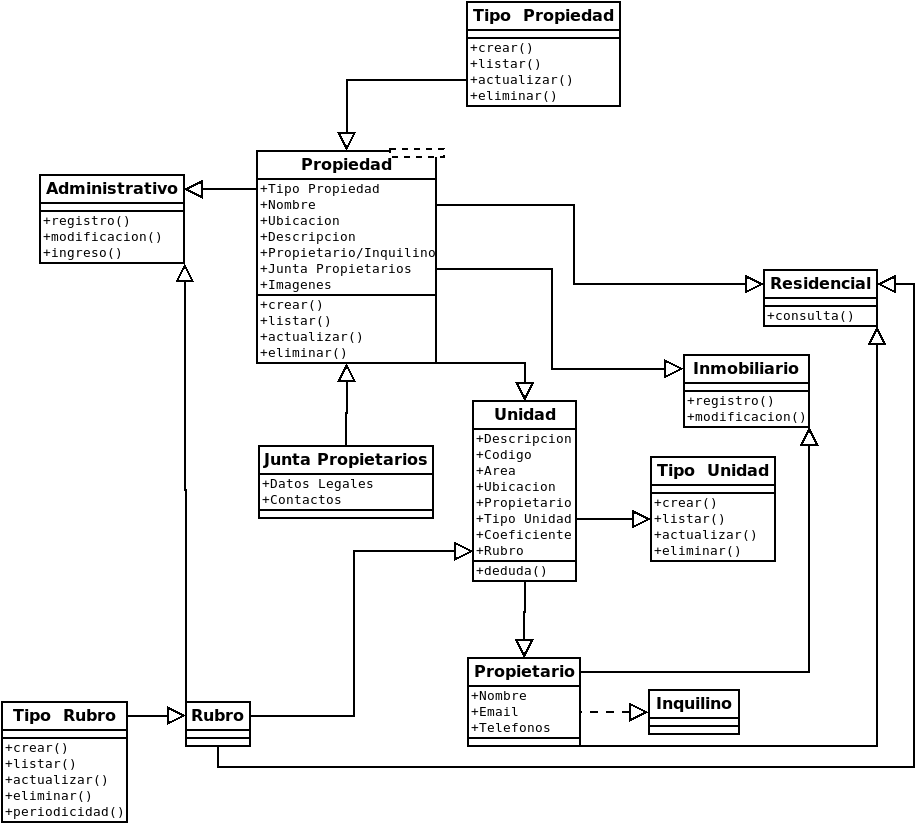 Tipo Propiedad
+crear()
+listar()
+actualizar()
+eliminar()
Propiedad
+Tipo Propiedad
+Nombre
+Ubicacion
+Descripcion
+Propietario/Inquilino
+Junta Propietarios
+Imagenes
+crear()
+listar()
+actualizar()
+eliminar()
Administrativo
+registro()
+modificacion()
+ingreso()
Residencial
+consulta()
Inmobiliario
+registro()
+modificacion()
Unidad
+Descripcion
+Codigo
+Area
+Ubicacion
+Propietario
+Tipo Unidad
+Coeficiente
+Rubro
+deduda()
Junta Propietarios
+Datos Legales
+Contactos
Tipo Unidad
+crear()
+listar()
+actualizar()
+eliminar()
Propietario
+Nombre
+Email
+Telefonos
Inquilino
Tipo Rubro
+crear()
+listar()
+actualizar()
+eliminar()
+periodicidad()
Rubro